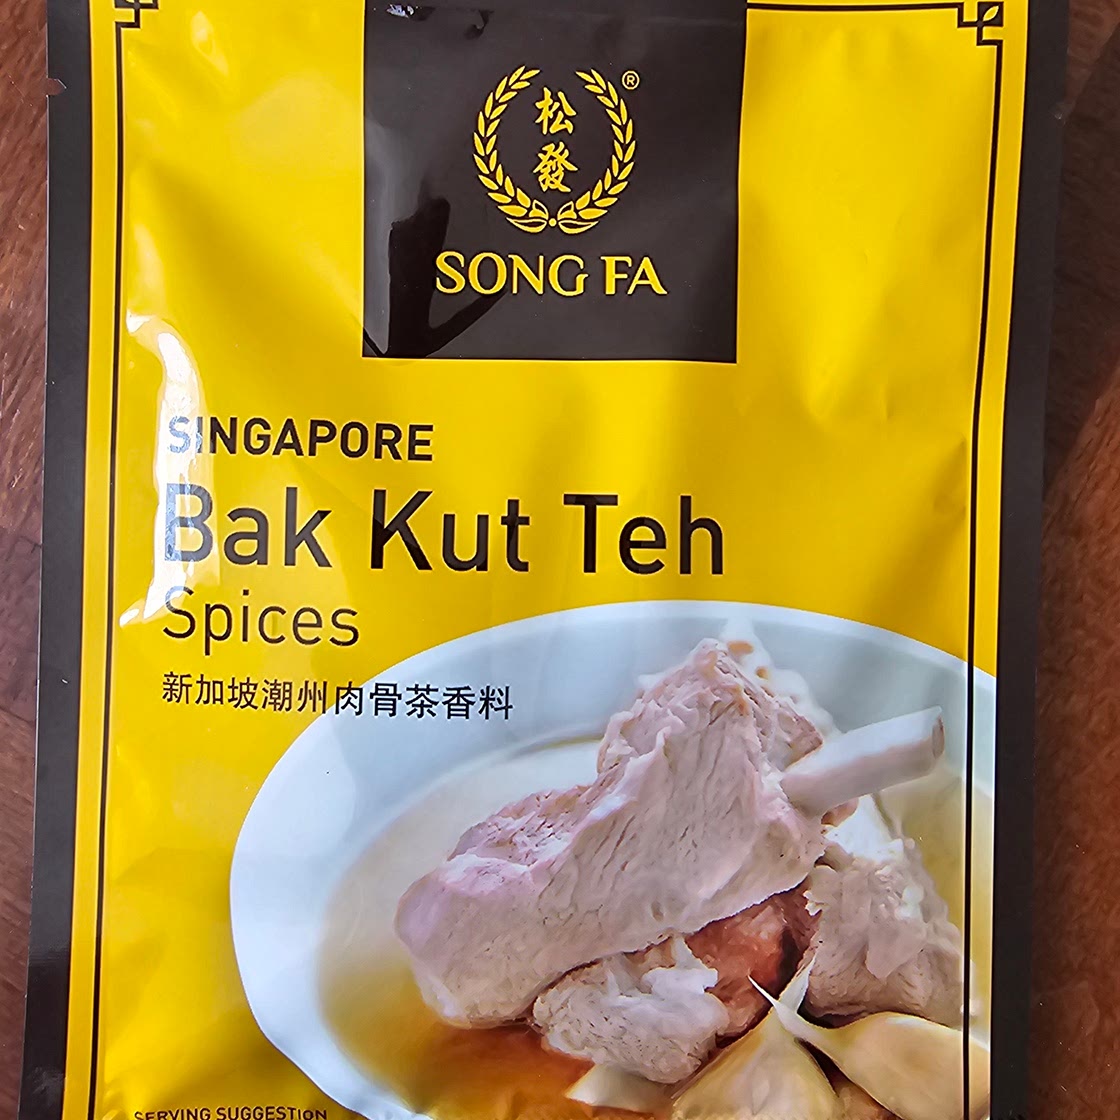 松
發
®
SONG FA
SINGAPORE
Bak Kut Teh
Spices
新加坡潮州肉骨茶香料
SERVING SUGGESTION